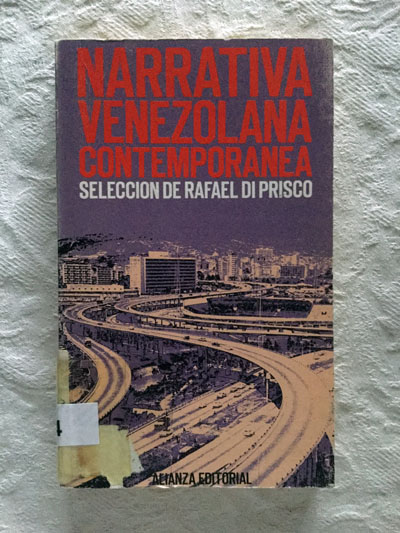 NARRATIVA
VENEZOLANA
CONTEMPORANEA
SELECCION DE RAFAEL DI PRISCO
ALIANZA EDITORIAL